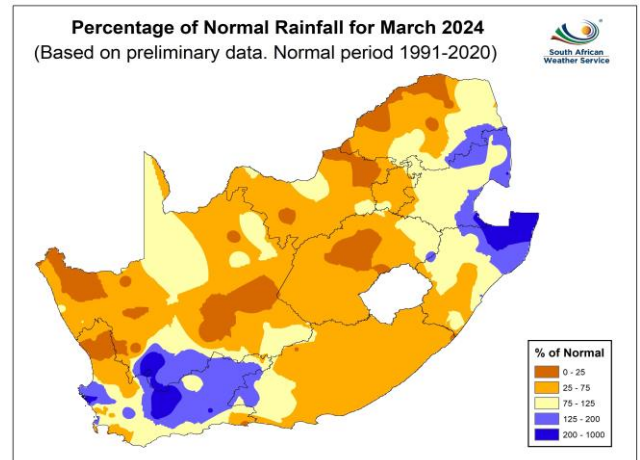 Percentage of Normal Rainfall for March 2024
(Based on preliminary data. Normal period 1991-2020)
South African
Weather Service
% of Normal
0 - 25
25 - 75
75 - 125
125 - 200
200 - 1000